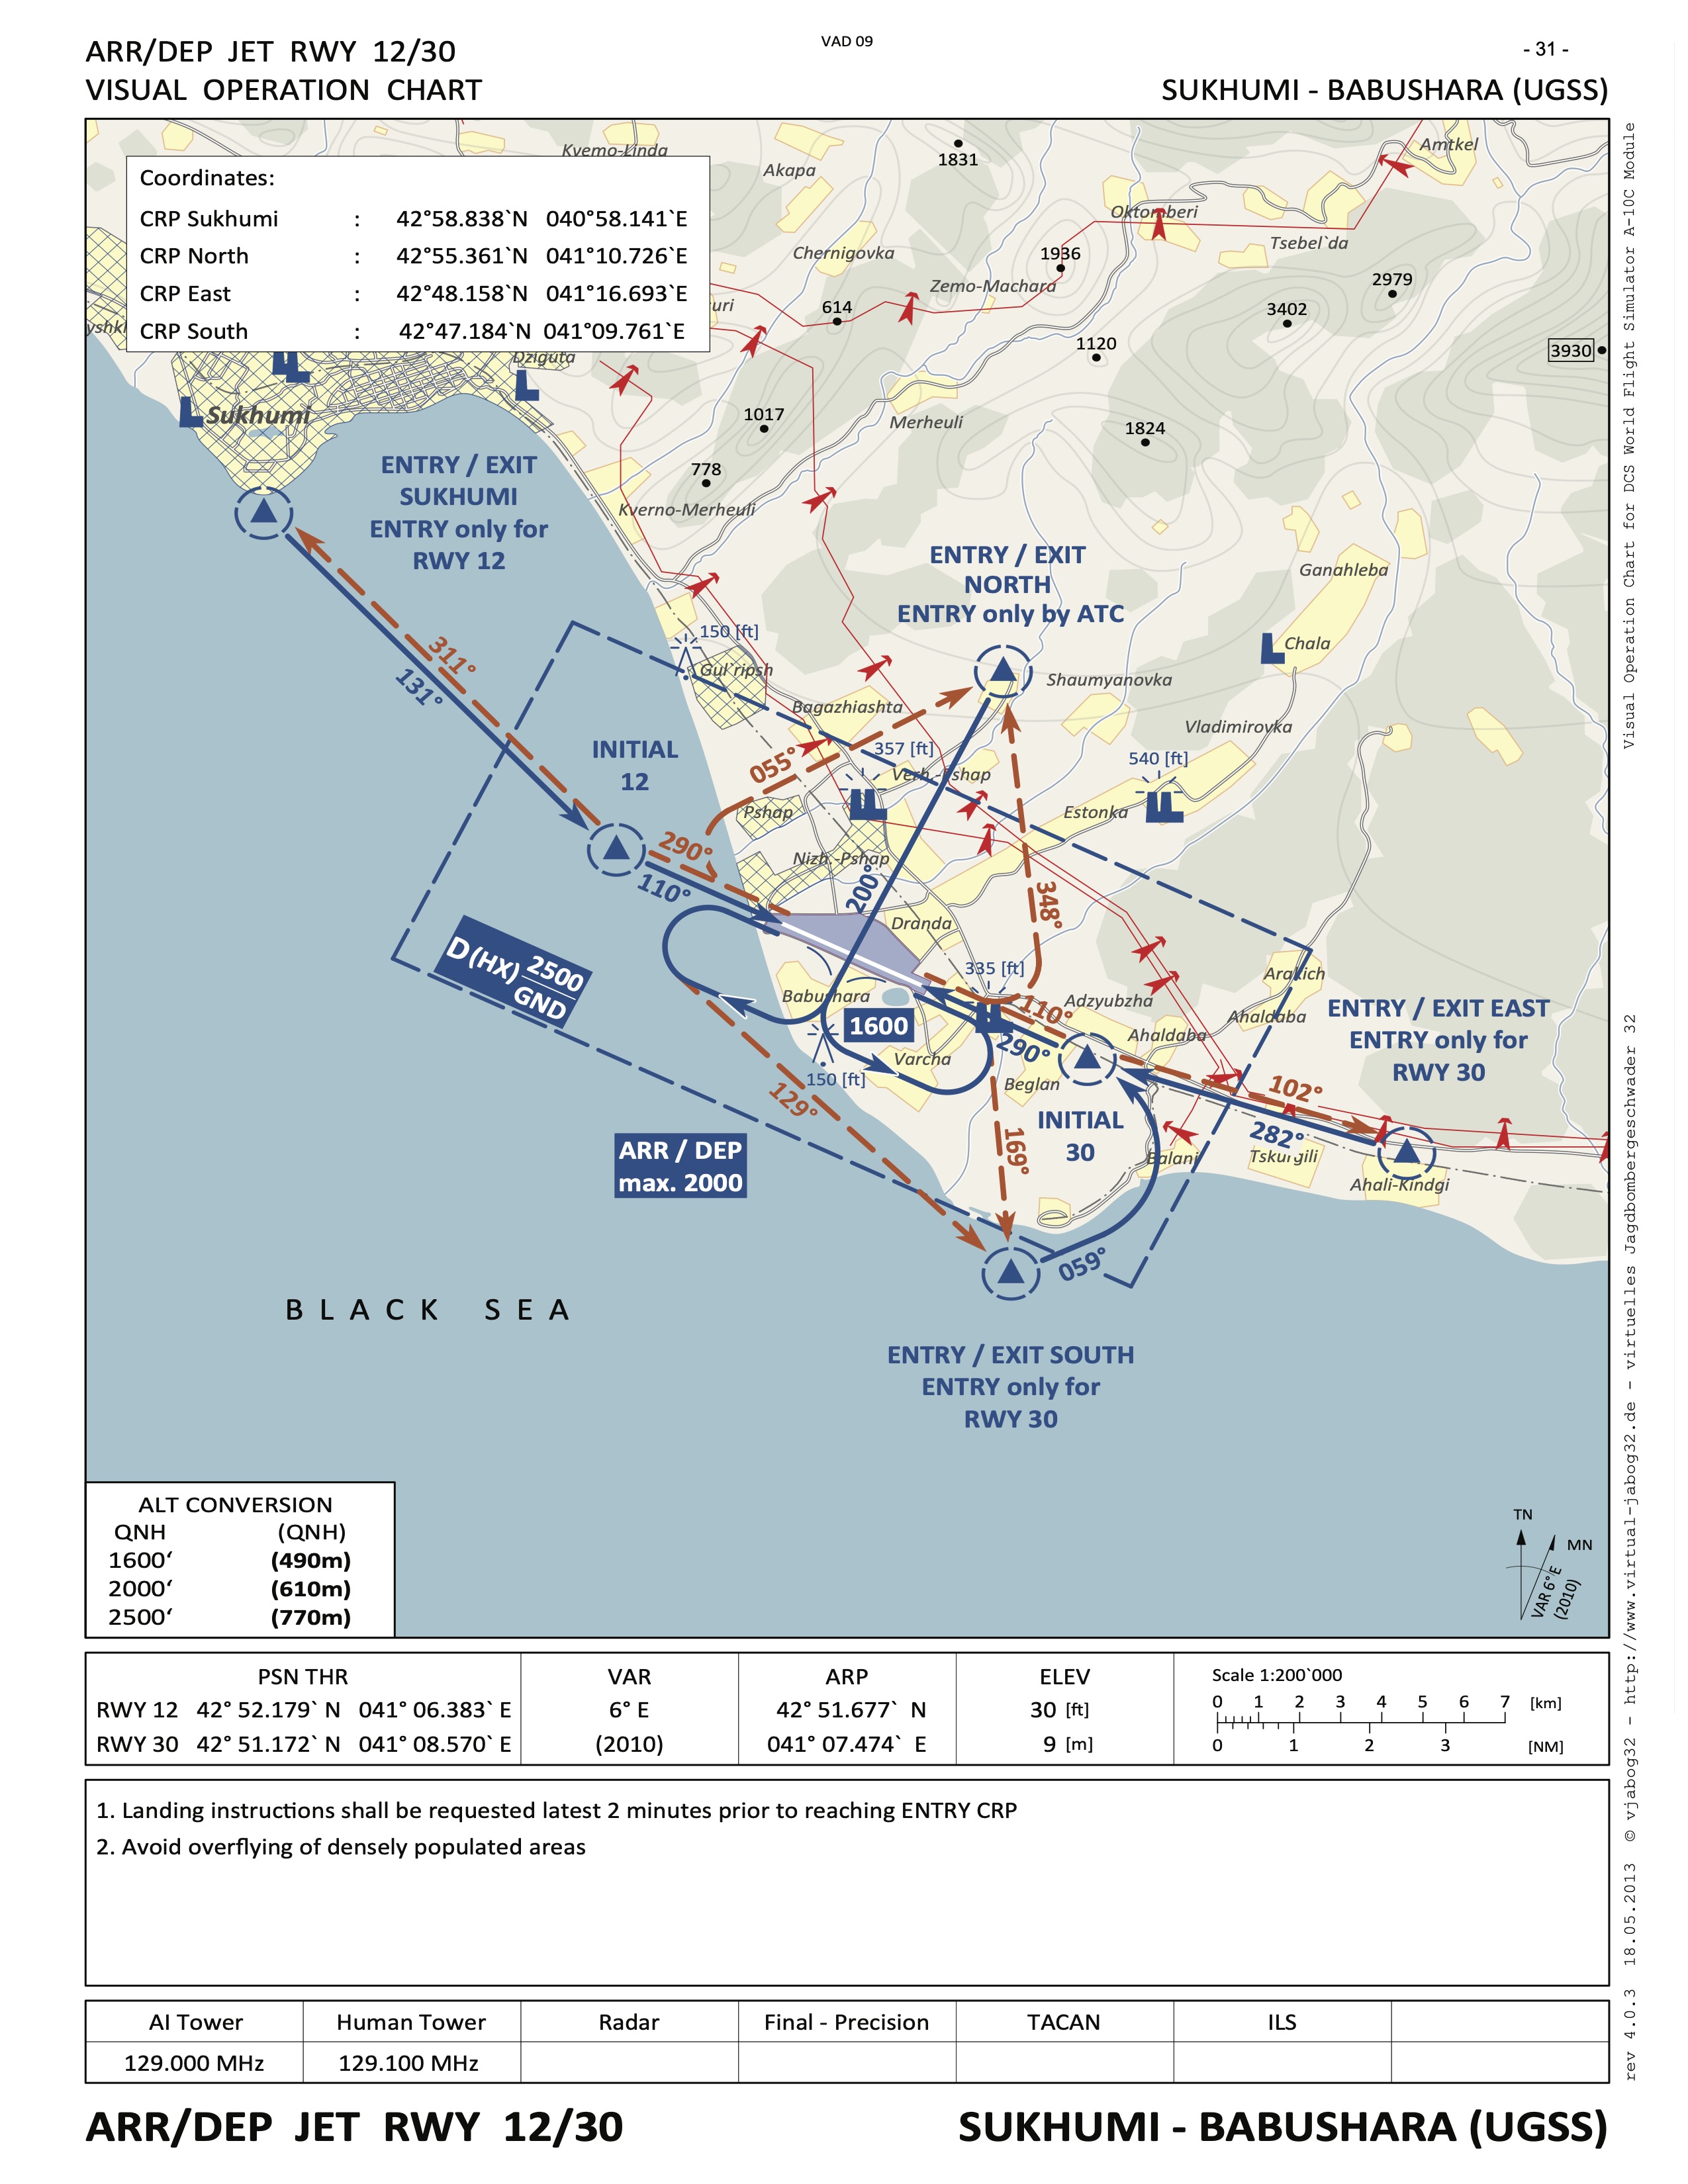 VAD 09
- 31 -
ARR/DEP JET RWY 12/30
VISUAL OPERATION CHART
SUKHUMI - BABUSHARA (UGSS)
Coordinates:
CRP Sukhumi : 42°58.838`N 040°58.141`E
CRP North : 42°55.361`N 041°10.726`E
CRP East : 42°48.158`N 041°16.693`E
CRP South : 42°47.184`N 041°09.761`E
Kvemo-Linda
Akapa
1831
Amtkel
Oktomberi
Tsebel`da
Chernigovka
1936
Zemo-Machara
2979
614
3402
uri
yshkl
1120
3930
Dziguta
Sukhumi
1017
Merheuli
1824
778
Kverno-Merheuli
ENTRY / EXIT
SUKHUMI
ENTRY only for
RWY 12
ENTRY / EXIT
NORTH
ENTRY only by ATC
Ganahleba
Chala
150 [ft]
Gul`ripsh
Shaumyanovka
311°
131°
Bagazhiashta
Vladimirovka
INITIAL
12
055°
357 [ft]
Verh.-Pshap
540 [ft]
Pshap
Estonka
290°
110°
Nizh.-Pshap
200°
348°
Dranda
D(HX) 2500
GND
335 [ft]
Babushara
1600
110°
290°
Adzyubzha
Arakich
Ahaldaba
Ahaldaba
ENTRY / EXIT EAST
ENTRY only for
RWY 30
Varcha
150 [ft]
Beglan
129°
INITIAL
30
102°
282°
169°
Balani
Tskurgili
Ahali-Kindgi
ARR / DEP
max. 2000
059°
BLACK SEA
ENTRY / EXIT SOUTH
ENTRY only for
RWY 30
ALT CONVERSION
QNH (QNH)
1600‘ (490m)
2000‘ (610m)
2500‘ (770m)
TN
MN
VAR 6° E
(2010)
PSN THR
RWY 12 42° 52.179` N 041° 06.383` E
RWY 30 42° 51.172` N 041° 08.570` E
VAR
6° E
(2010)
ARP
42° 51.677` N
041° 07.474` E
ELEV
30 [ft]
9 [m]
Scale 1:200`000
0 1 2 3 4 5 6 7 [km]
0 1 2 3 [NM]
1. Landing instructions shall be requested latest 2 minutes prior to reaching ENTRY CRP
2. Avoid overflying of densely populated areas
AI Tower Human Tower Radar Final - Precision TACAN ILS
129.000 MHz 129.100 MHz
ARR/DEP JET RWY 12/30
SUKHUMI - BABUSHARA (UGSS)
Visual Operation Chart for DCS World Flight Simulator A-10C Module
rev 4.0.3 18.05.2013 © vjabog32 - http://www.virtual-jabog32.de - virtuelles Jagdbombergeschwader 32